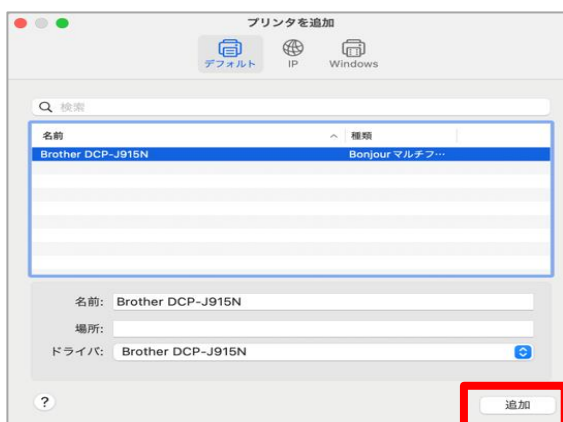 プリンタを追加
デフォルト IP Windows
検索
名前 種類
Brother DCP-J915N Bonjour マルチフ…
名前: Brother DCP-J915N
場所:
ドライバ: Brother DCP-J915N
? 追加